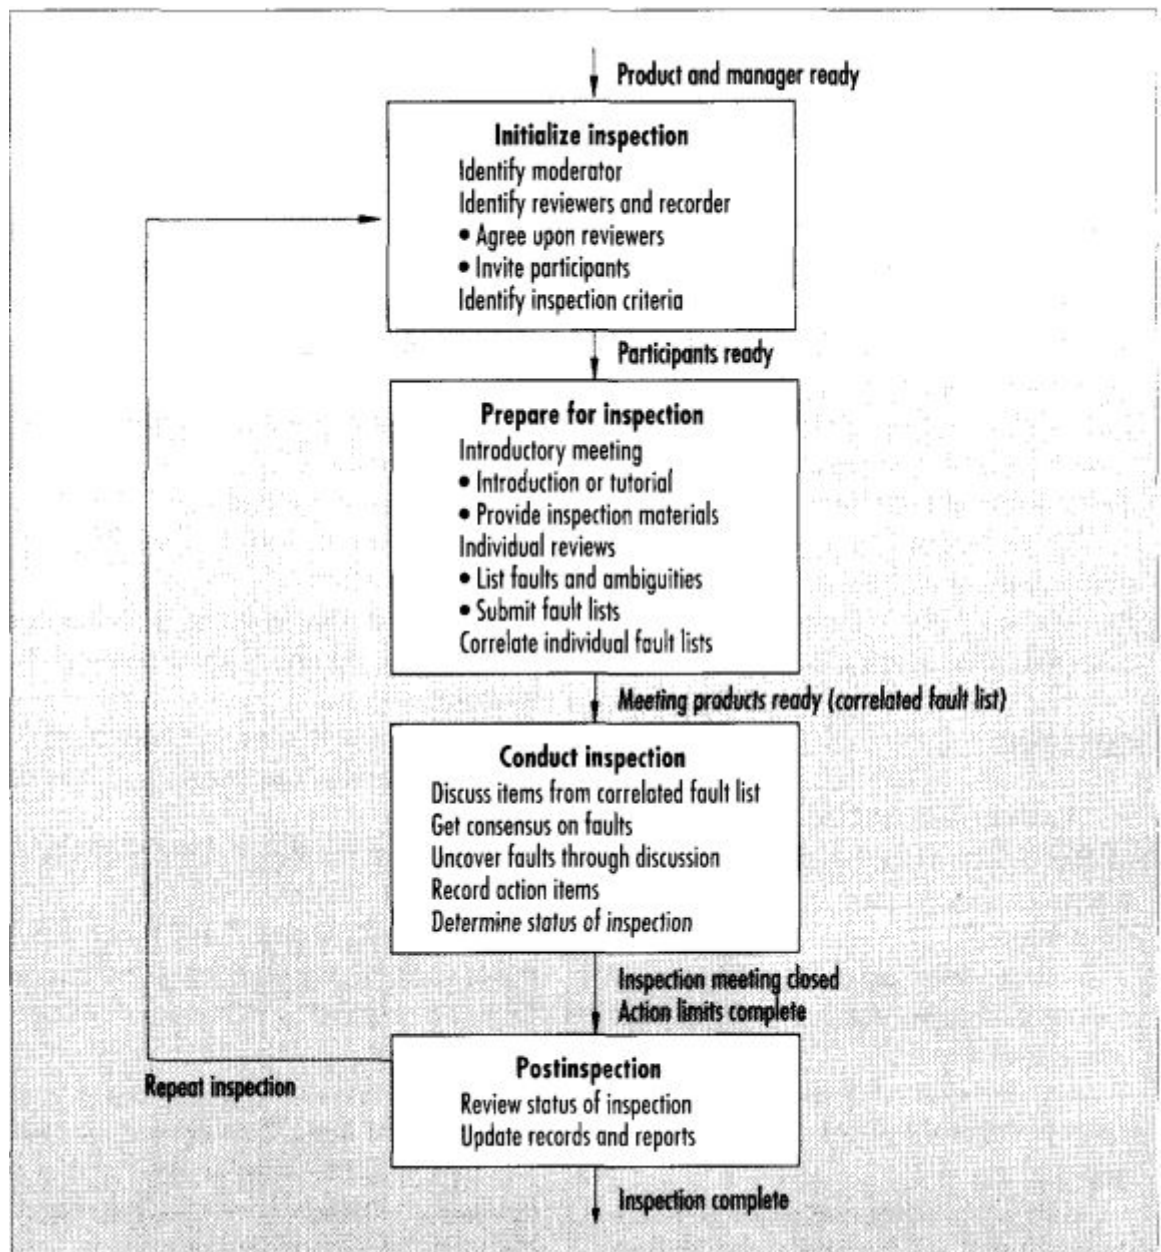 Product and manager ready
Initialize inspection
Identify moderator
Identify reviewers and recorder
• Agree upon reviewers
• Invite participants
Identify inspection criteria
Participants ready
Prepare for inspection
Introductory meeting
• Introduction or tutorial
• Provide inspection materials
Individual reviews
• List faults and ambiguities
• Submit fault lists
Correlate individual fault lists
Meeting products ready (correlated fault list)
Conduct inspection
Discuss items from correlated fault list
Get consensus on faults
Uncover faults through discussion
Record action items
Determine status of inspection
Inspection meeting closed
Action limits complete
Postinspection
Review status of inspection
Update records and reports
Repeat inspection
Inspection complete